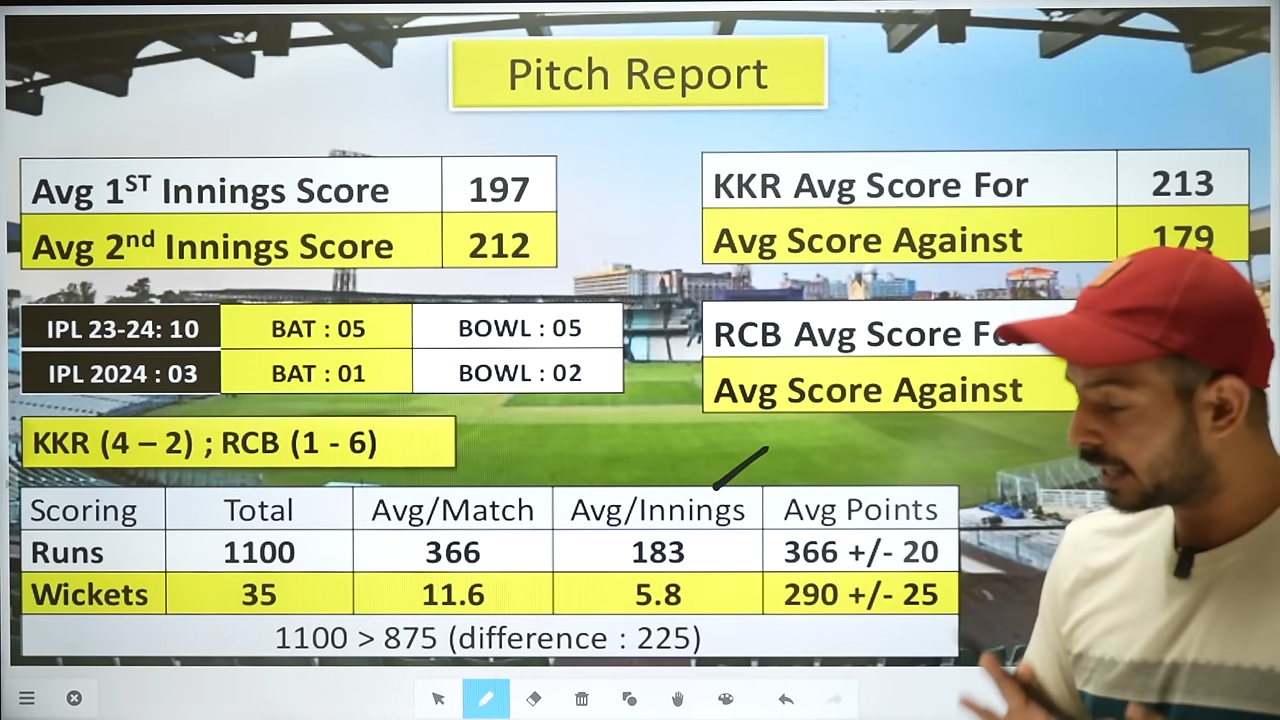 Pitch Report
Avg 1ST Innings Score 197
Avg 2nd Innings Score 212
KKR Avg Score For 213
Avg Score Against 179
IPL 23-24: 10 BAT : 05 BOWL : 05
IPL 2024 : 03 BAT : 01 BOWL : 02
RCB Avg Score
Avg Score Against
KKR (4 – 2) ; RCB (1 - 6)
Scoring Total Avg/Match Avg/Innings Avg Points
Runs 1100 366 183 366 +/- 20
Wickets 35 11.6 5.8 290 +/- 25
1100 > 875 (difference : 225)